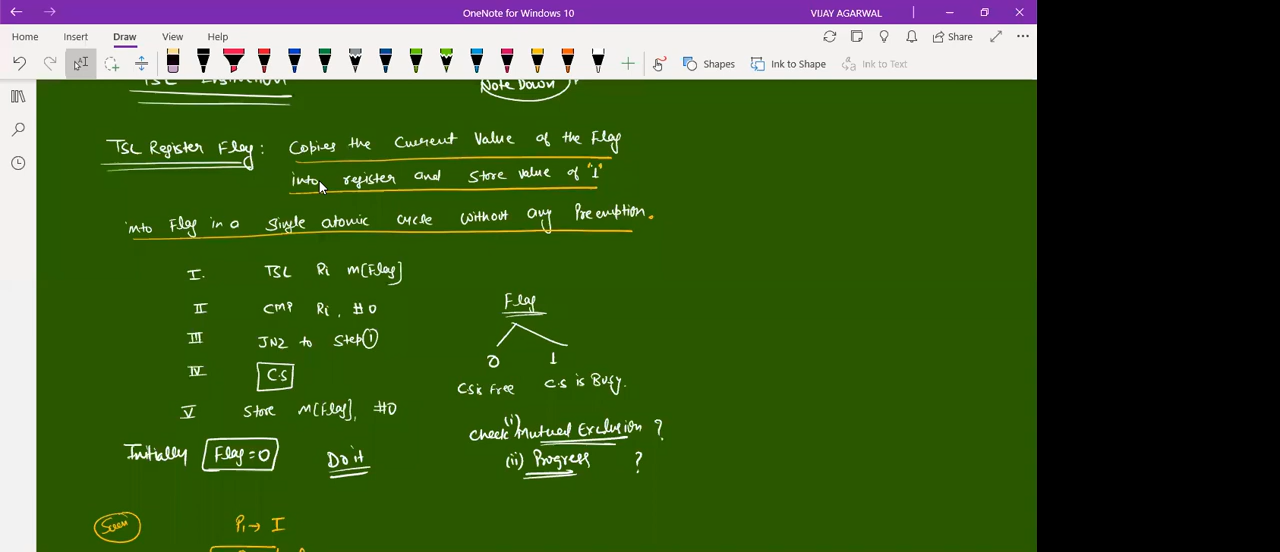 OneNote for Windows 10
VIJAY AGARWAL
Home Insert Draw View Help
Share
Shapes
Ink to Shape
Ink to Text
TSL Instruction
Note Down
TSL Register Flag: Copies the Current Value of the Flag
into register and Store value of "1"
into Flag in a Single atomic cycle without any Preemption.
I. TSL Ri m[Flag]
II CMP Ri, #0
III JNZ to Step 1
IV C.S
V Store m[Flag], #0
Initially Flag=0 Do it
Flag
0 1
CS is Free C.S is Busy.
Check (i) Mutual Exclusion ?
(ii) Progress ?
P1 → I